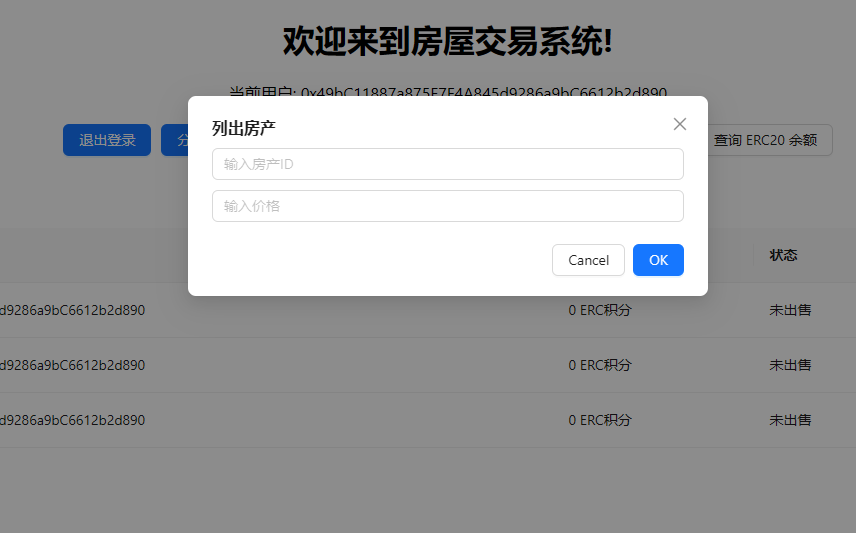 欢迎来到房屋交易系统!
当前用户: 0x49bC11887a875F7F4A845d9286a9bC6612b2d890
退出登录
查询 ERC20 余额
列出房产
输入房产ID
输入价格
Cancel OK
状态
d9286a9bC6612b2d890 0 ERC积分 未出售
d9286a9bC6612b2d890 0 ERC积分 未出售
d9286a9bC6612b2d890 0 ERC积分 未出售